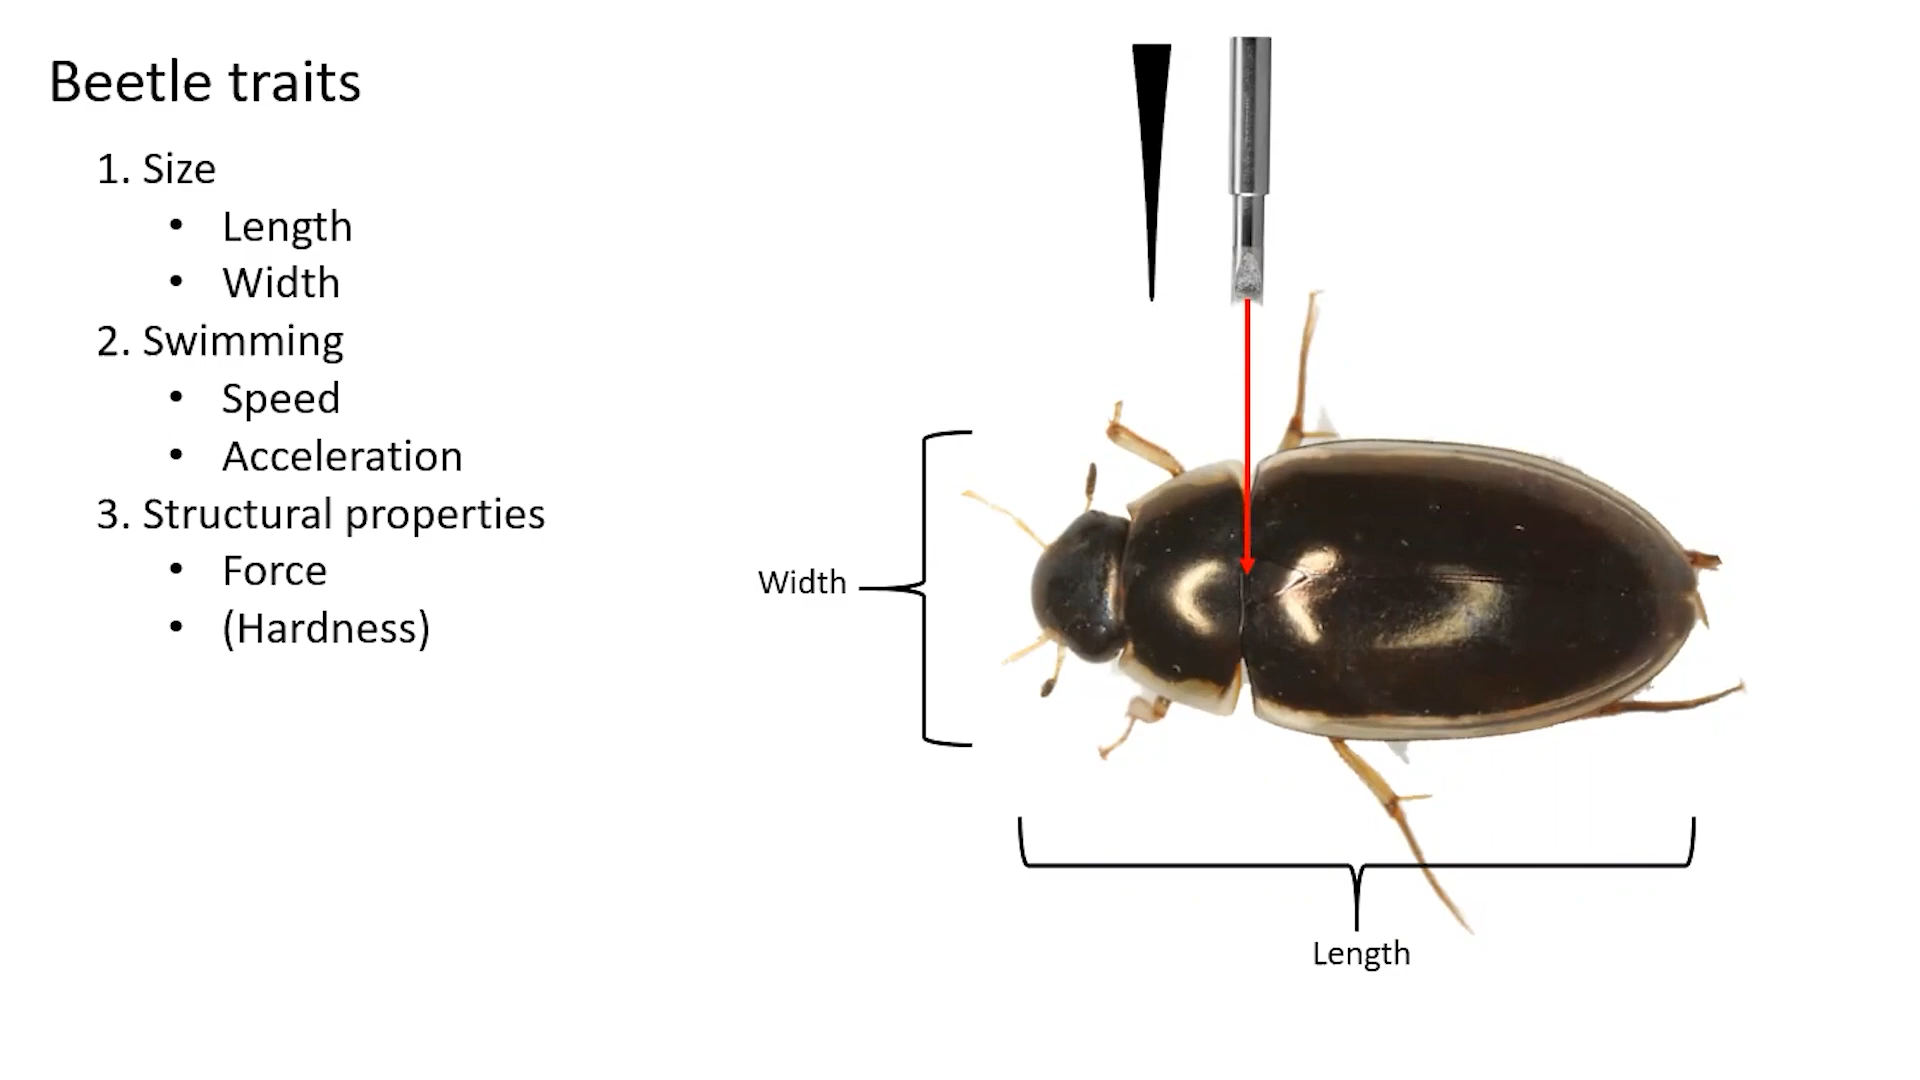 Beetle traits
1. Size
• Length
• Width
2. Swimming
• Speed
• Acceleration
3. Structural properties
• Force
• (Hardness)
Width
Length